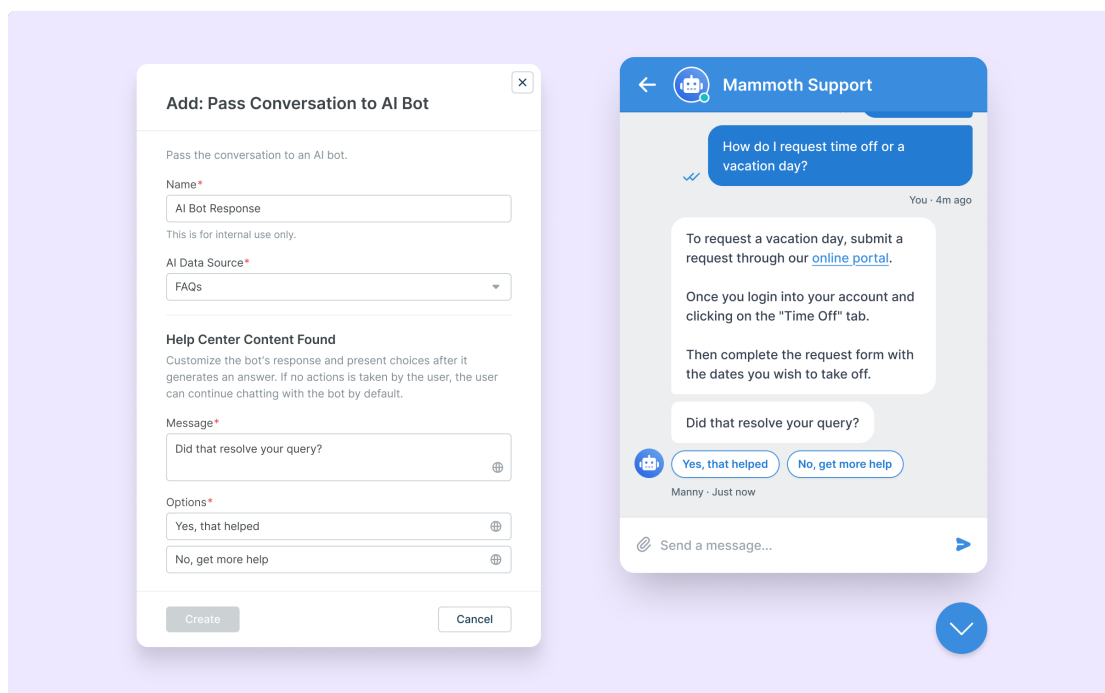 Add: Pass Conversation to AI Bot
Pass the conversation to an AI bot.
Name*
AI Bot Response
This is for internal use only.
AI Data Source*
FAQs
Help Center Content Found
Customize the bot's response and present choices after it
generates an answer. If no actions is taken by the user, the user
can continue chatting with the bot by default.
Message*
Did that resolve your query?
Options*
Yes, that helped
No, get more help
Create
Cancel
Mammoth Support
How do I request time off or a
vacation day?
You · 4m ago
To request a vacation day, submit a
request through our online portal.
Once you login into your account and
clicking on the "Time Off" tab.
Then complete the request form with
the dates you wish to take off.
Did that resolve your query?
Yes, that helped
No, get more help
Manny · Just now
Send a message...